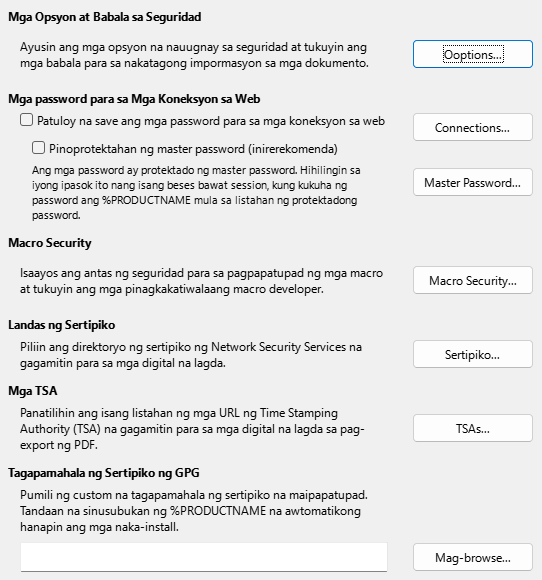 Mga Opsyon at Babala sa Seguridad
Ayusin ang mga opsyon na nauugnay sa seguridad at tukuyin ang
mga babala para sa nakatagong impormasyon sa mga dokumento.
Ooptions...
Mga password para sa Mga Koneksyon sa Web
Patuloy na save ang mga password para sa mga koneksyon sa web
Connections...
Pinoprotektahan ng master password (inirerekomenda)
Ang mga password ay protektado ng master password. Hihilingin sa
iyong ipasok ito nang isang beses bawat session, kung kukuha ng
password ang %PRODUCTNAME mula sa listahan ng protektadong
password.
Master Password...
Macro Security
Isaayos ang antas ng seguridad para sa pagpapatupad ng mga macro
at tukuyin ang mga pinagkakatiwalaang macro developer.
Macro Security...
Landas ng Sertipiko
Piliin ang direktoryo ng sertipiko ng Network Security Services na
gagamitin para sa mga digital na lagda.
Sertipiko...
Mga TSA
Panatilihin ang isang listahan ng mga URL ng Time Stamping
Authority (TSA) na gagamitin para sa mga digital na lagda sa pag-
export ng PDF.
TSAs...
Tagapamahala ng Sertipiko ng GPG
Pumili ng custom na tagapamahala ng sertipiko na maipapatupad.
Tandaan na sinusubukan ng %PRODUCTNAME na awtomatikong
hanapin ang mga naka-install.
Mag-browse...